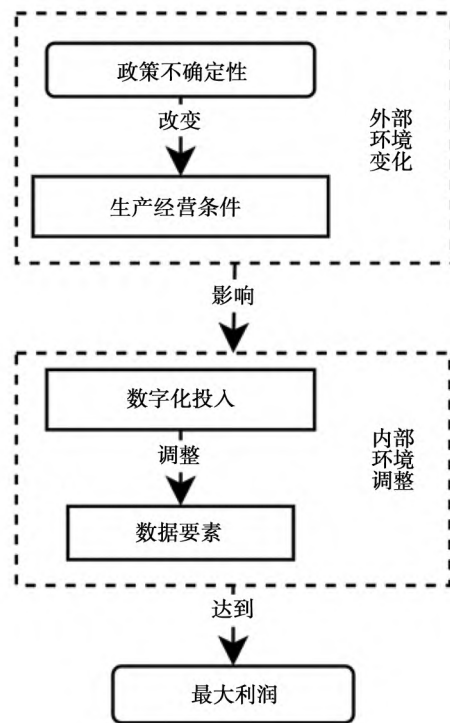 政策不确定性
改变
生产经营条件
外部
环境
变化
影响
数字化投入
调整
数据要素
内部
环境
调整
达到
最大利润